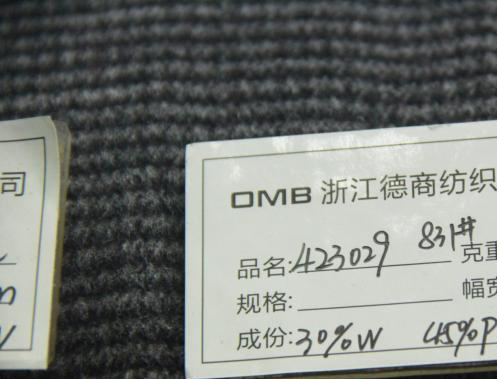 司
OMB 浙江德商纺织
品名: 423029 831# 克重
规格: 幅宽
成份: 30%W 45%P